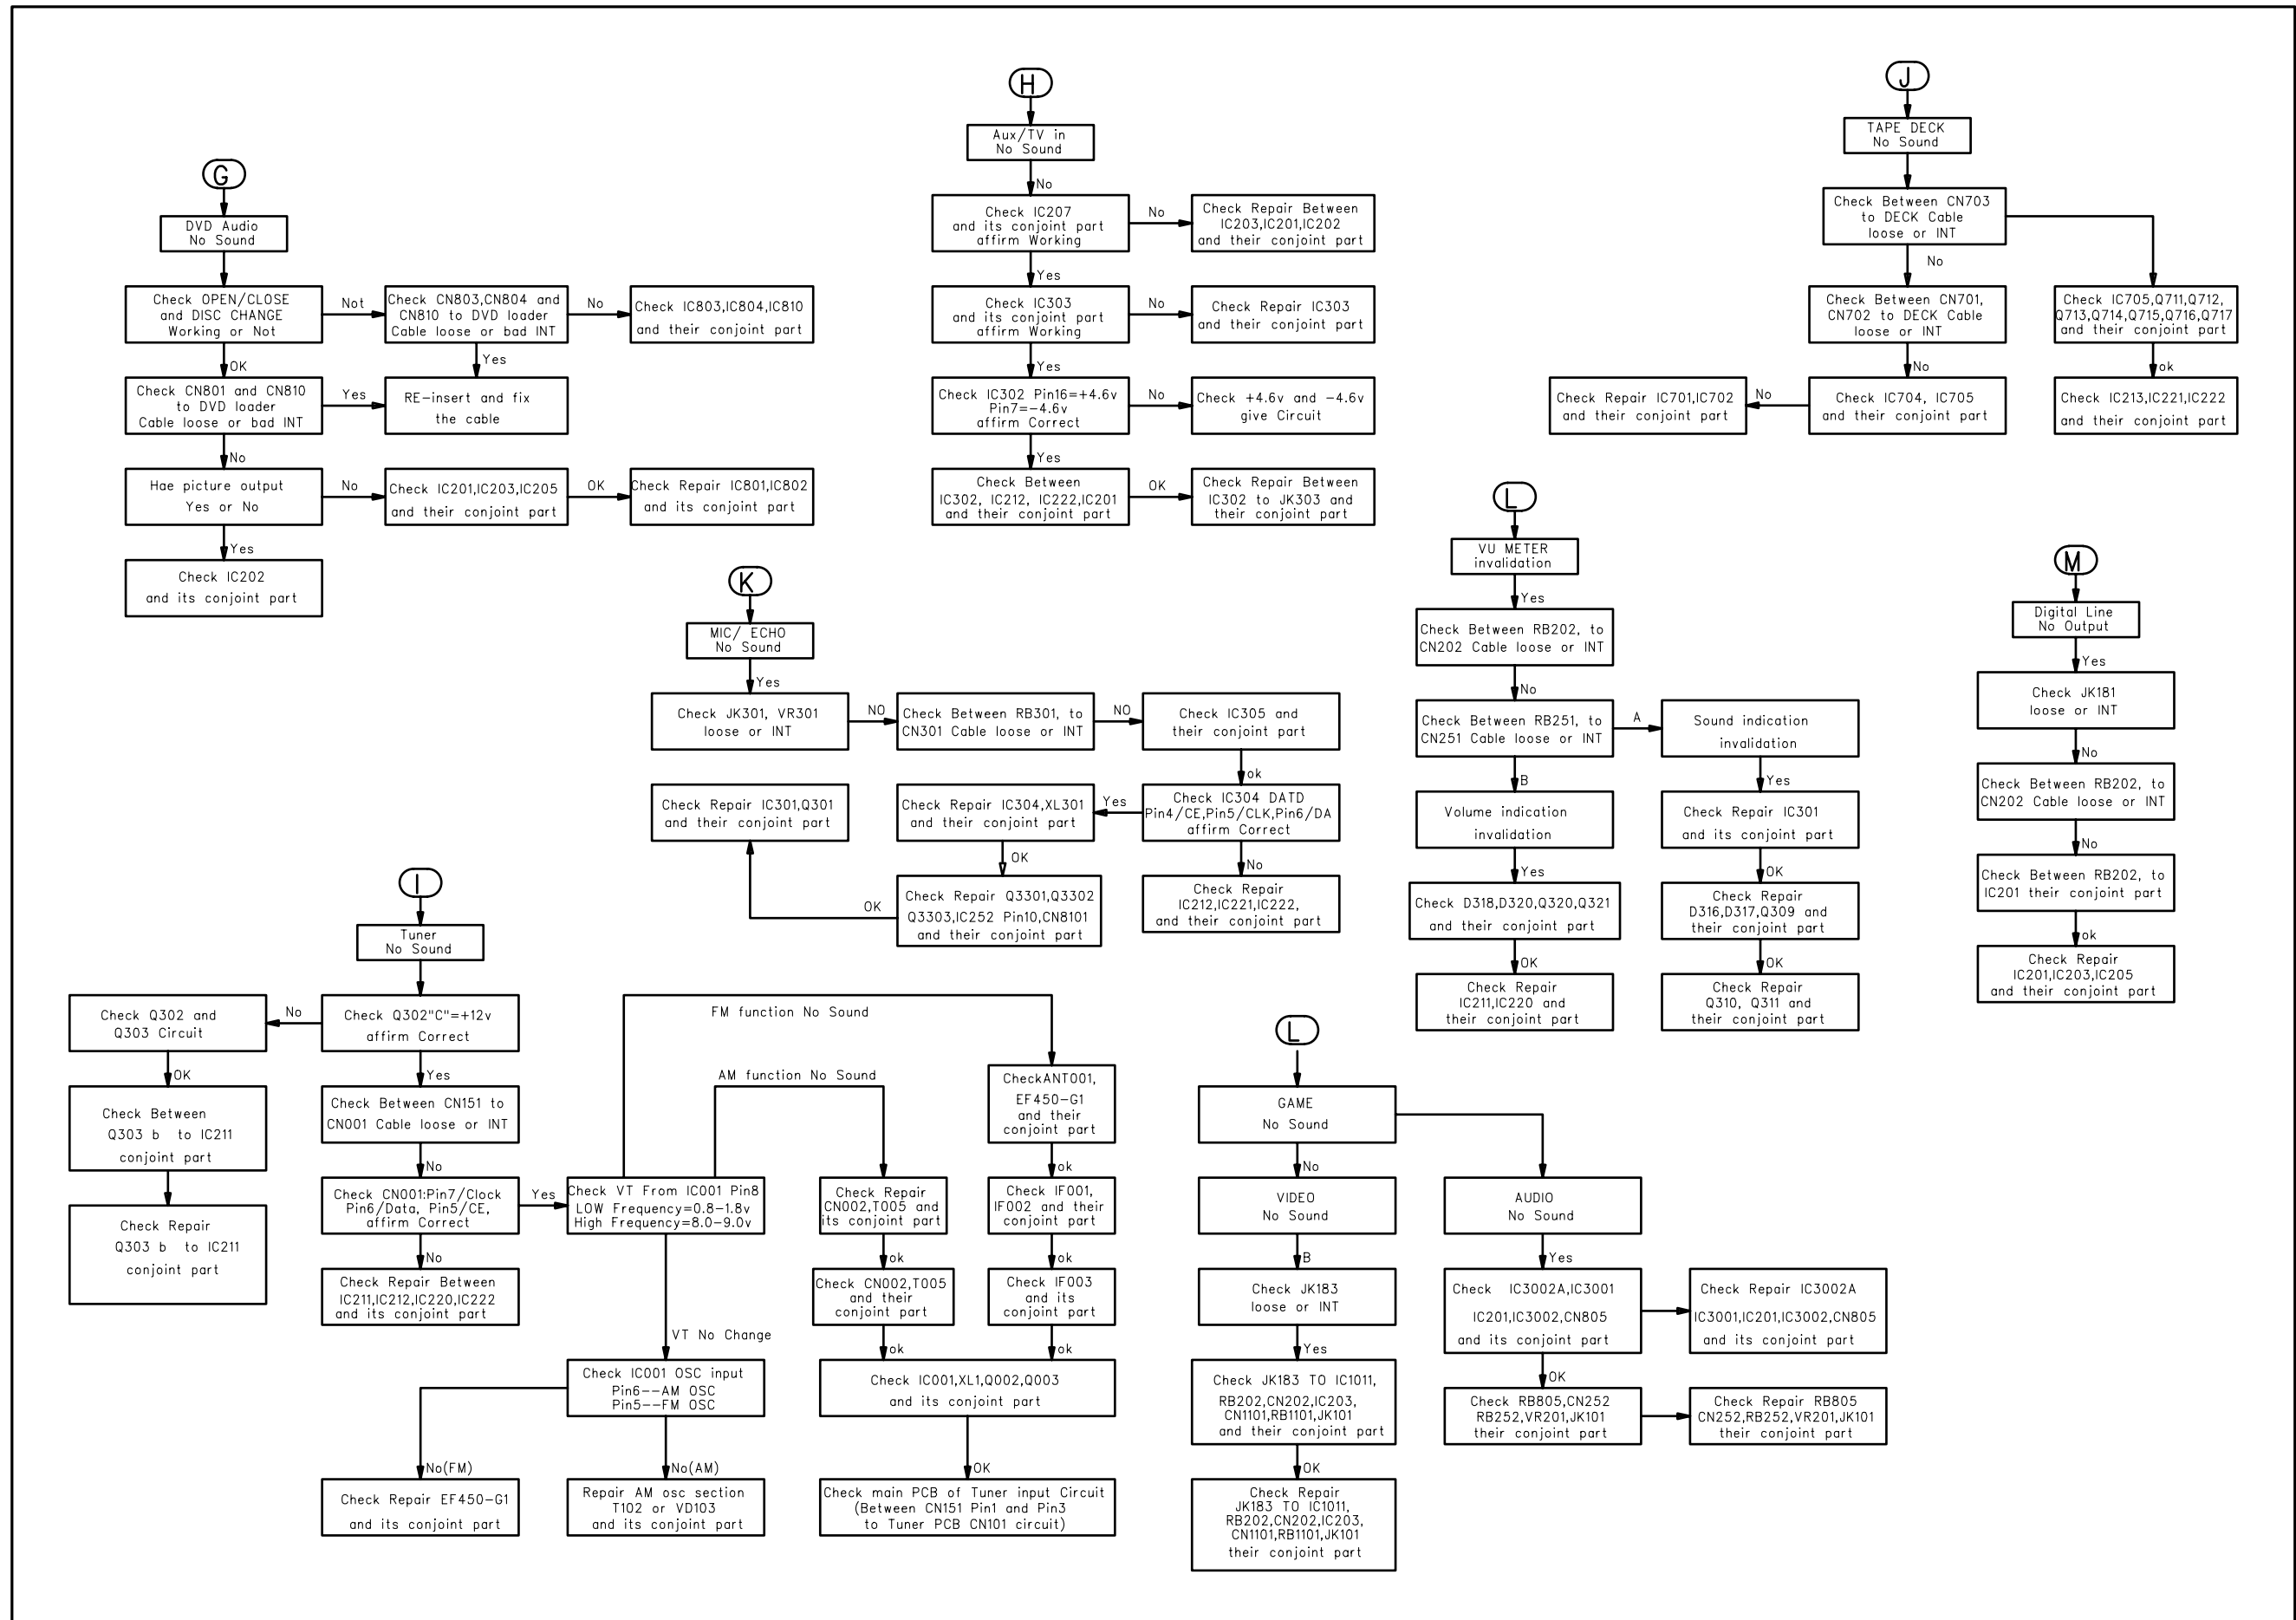 G
DVD Audio
No Sound
Check OPEN/CLOSE
and DISC CHANGE
Working or Not
Not
Check CN803,CN804 and
CN810 to DVD loader
Cable loose or bad INT
No
Check IC803,IC804,IC810
and their conjoint part
OK
Yes
Check CN801 and CN810
to DVD loader
Cable loose or bad INT
Yes
RE-insert and fix
the cable
No
Hae picture output
Yes or No
No
Check IC201,IC203,IC205
and their conjoint part
OK
Check Repair IC801,IC802
and its conjoint part
Yes
Check IC202
and its conjoint part
H
Aux/TV in
No Sound
No
Check IC207
and its conjoint part
affirm Working
No
Check Repair Between
IC203,IC201,IC202
and their conjoint part
Yes
Check IC303
and its conjoint part
affirm Working
No
Check Repair IC303
and their conjoint part
Yes
Check IC302 Pin16=+4.6v
Pin7=-4.6v
affirm Correct
No
Check +4.6v and -4.6v
give Circuit
Yes
Check Between
IC302, IC212, IC222,IC201
and their conjoint part
OK
Check Repair Between
IC302 to JK303 and
their conjoint part
J
TAPE DECK
No Sound
Check Between CN703
to DECK Cable
loose or INT
No
Check Between CN701,
CN702 to DECK Cable
loose or INT
Check IC705,Q711,Q712,
Q713,Q714,Q715,Q716,Q717
and their conjoint part
No
ok
Check Repair IC701,IC702
and their conjoint part
No
Check IC704, IC705
and their conjoint part
Check IC213,IC221,IC222
and their conjoint part
K
MIC/ ECHO
No Sound
Yes
Check JK301, VR301
loose or INT
NO
Check Between RB301, to
CN301 Cable loose or INT
NO
Check IC305 and
their conjoint part
ok
Check Repair IC301,Q301
and their conjoint part
Check Repair IC304,XL301
and their conjoint part
Yes
Check IC304 DATD
Pin4/CE,Pin5/CLK,Pin6/DA
affirm Correct
OK
No
OK
Check Repair Q3301,Q3302
Q3303,IC252 Pin10,CN8101
and their conjoint part
Check Repair
IC212,IC221,IC222,
and their conjoint part
L
VU METER
invalidation
Yes
Check Between RB202, to
CN202 Cable loose or INT
No
Check Between RB251, to
CN251 Cable loose or INT
A
Sound indication
invalidation
B
Yes
Volume indication
invalidation
Check Repair IC301
and its conjoint part
Yes
OK
Check D318,D320,Q320,Q321
and their conjoint part
Check Repair
D316,D317,Q309 and
their conjoint part
OK
OK
Check Repair
IC211,IC220 and
their conjoint part
Check Repair
Q310, Q311 and
their conjoint part
M
Digital Line
No Output
Yes
Check JK181
loose or INT
No
Check Between RB202, to
CN202 Cable loose or INT
No
Check Between RB202, to
IC201 their conjoint part
ok
Check Repair
IC201,IC203,IC205
and their conjoint part
I
Tuner
No Sound
Check Q302 and
Q303 Circuit
No
Check Q302"C"=+12v
affirm Correct
OK
Yes
Check Between
Q303 b to IC211
conjoint part
Check Between CN151 to
CN001 Cable loose or INT
No
Check Repair
Q303 b to IC211
conjoint part
Check CN001:Pin7/Clock
Pin6/Data, Pin5/CE,
affirm Correct
Yes
Check VT From IC001 Pin8
LOW Frequency=0.8-1.8v
High Frequency=8.0-9.0v
No
Check Repair Between
IC211,IC212,IC220,IC222
and its conjoint part
FM function No Sound
AM function No Sound
CheckANT001,
EF450-G1
and their
conjoint part
ok
Check Repair
CN002,T005 and
its conjoint part
Check IF001,
IF002 and their
conjoint part
ok
ok
Check CN002,T005
and their
conjoint part
Check IF003
and its
conjoint part
VT No Change
ok
ok
Check IC001 OSC input
Pin6--AM OSC
Pin5--FM OSC
Check IC001,XL1,Q002,Q003
and its conjoint part
No(FM)
No(AM)
OK
Check Repair EF450-G1
and its conjoint part
Repair AM osc section
T102 or VD103
and its conjoint part
Check main PCB of Tuner input Circuit
(Between CN151 Pin1 and Pin3
to Tuner PCB CN101 circuit)
L
GAME
No Sound
No
VIDEO
No Sound
AUDIO
No Sound
B
Yes
Check JK183
loose or INT
Check IC3002A,IC3001
IC201,IC3002,CN805
and its conjoint part
Check Repair IC3002A
IC3001,IC201,IC3002,CN805
and its conjoint part
Yes
OK
Check JK183 TO IC1011,
RB202,CN202,IC203,
CN1101,RB1101,JK101
and their conjoint part
Check RB805,CN252
RB252,VR201,JK101
their conjoint part
Check Repair RB805
CN252,RB252,VR201,JK101
their conjoint part
OK
Check Repair
JK183 TO IC1011,
RB202,CN202,IC203,
CN1101,RB1101,JK101
their conjoint part